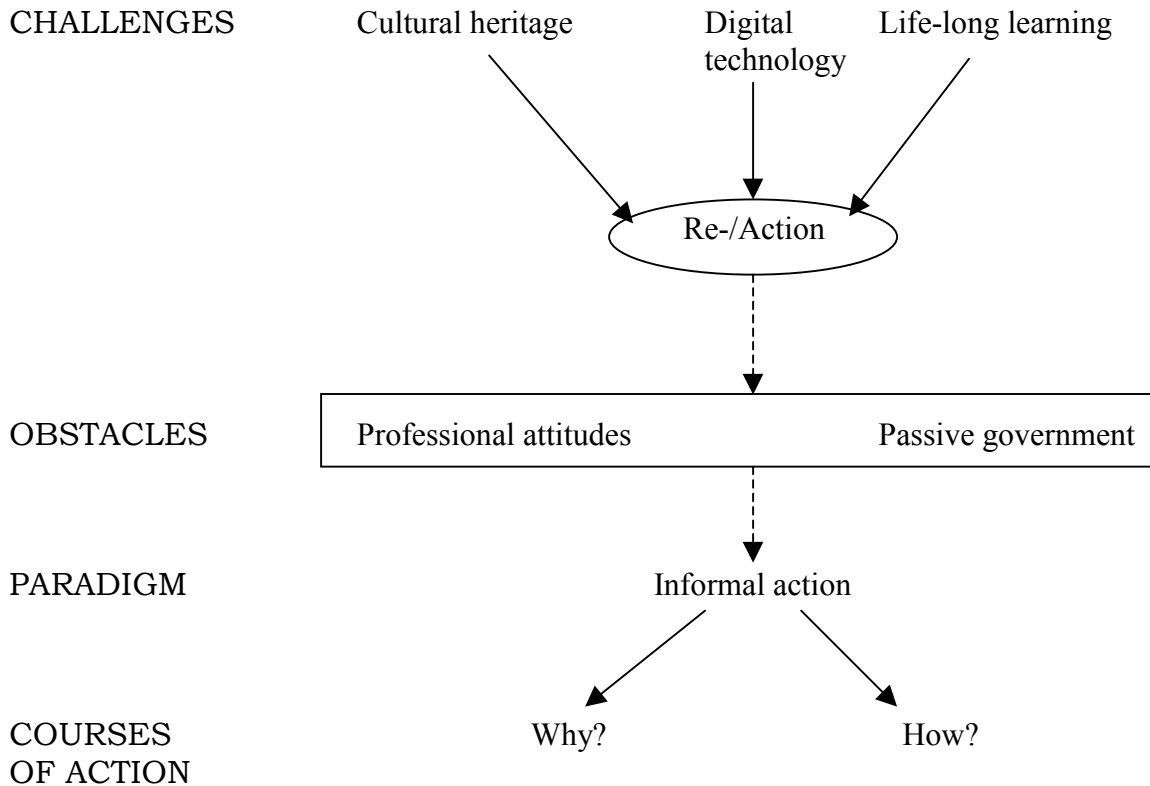 CHALLENGES Cultural heritage Digital technology Life-long learning
Re-/Action
OBSTACLES Professional attitudes Passive government
PARADIGM Informal action
COURSES OF ACTION Why? How?